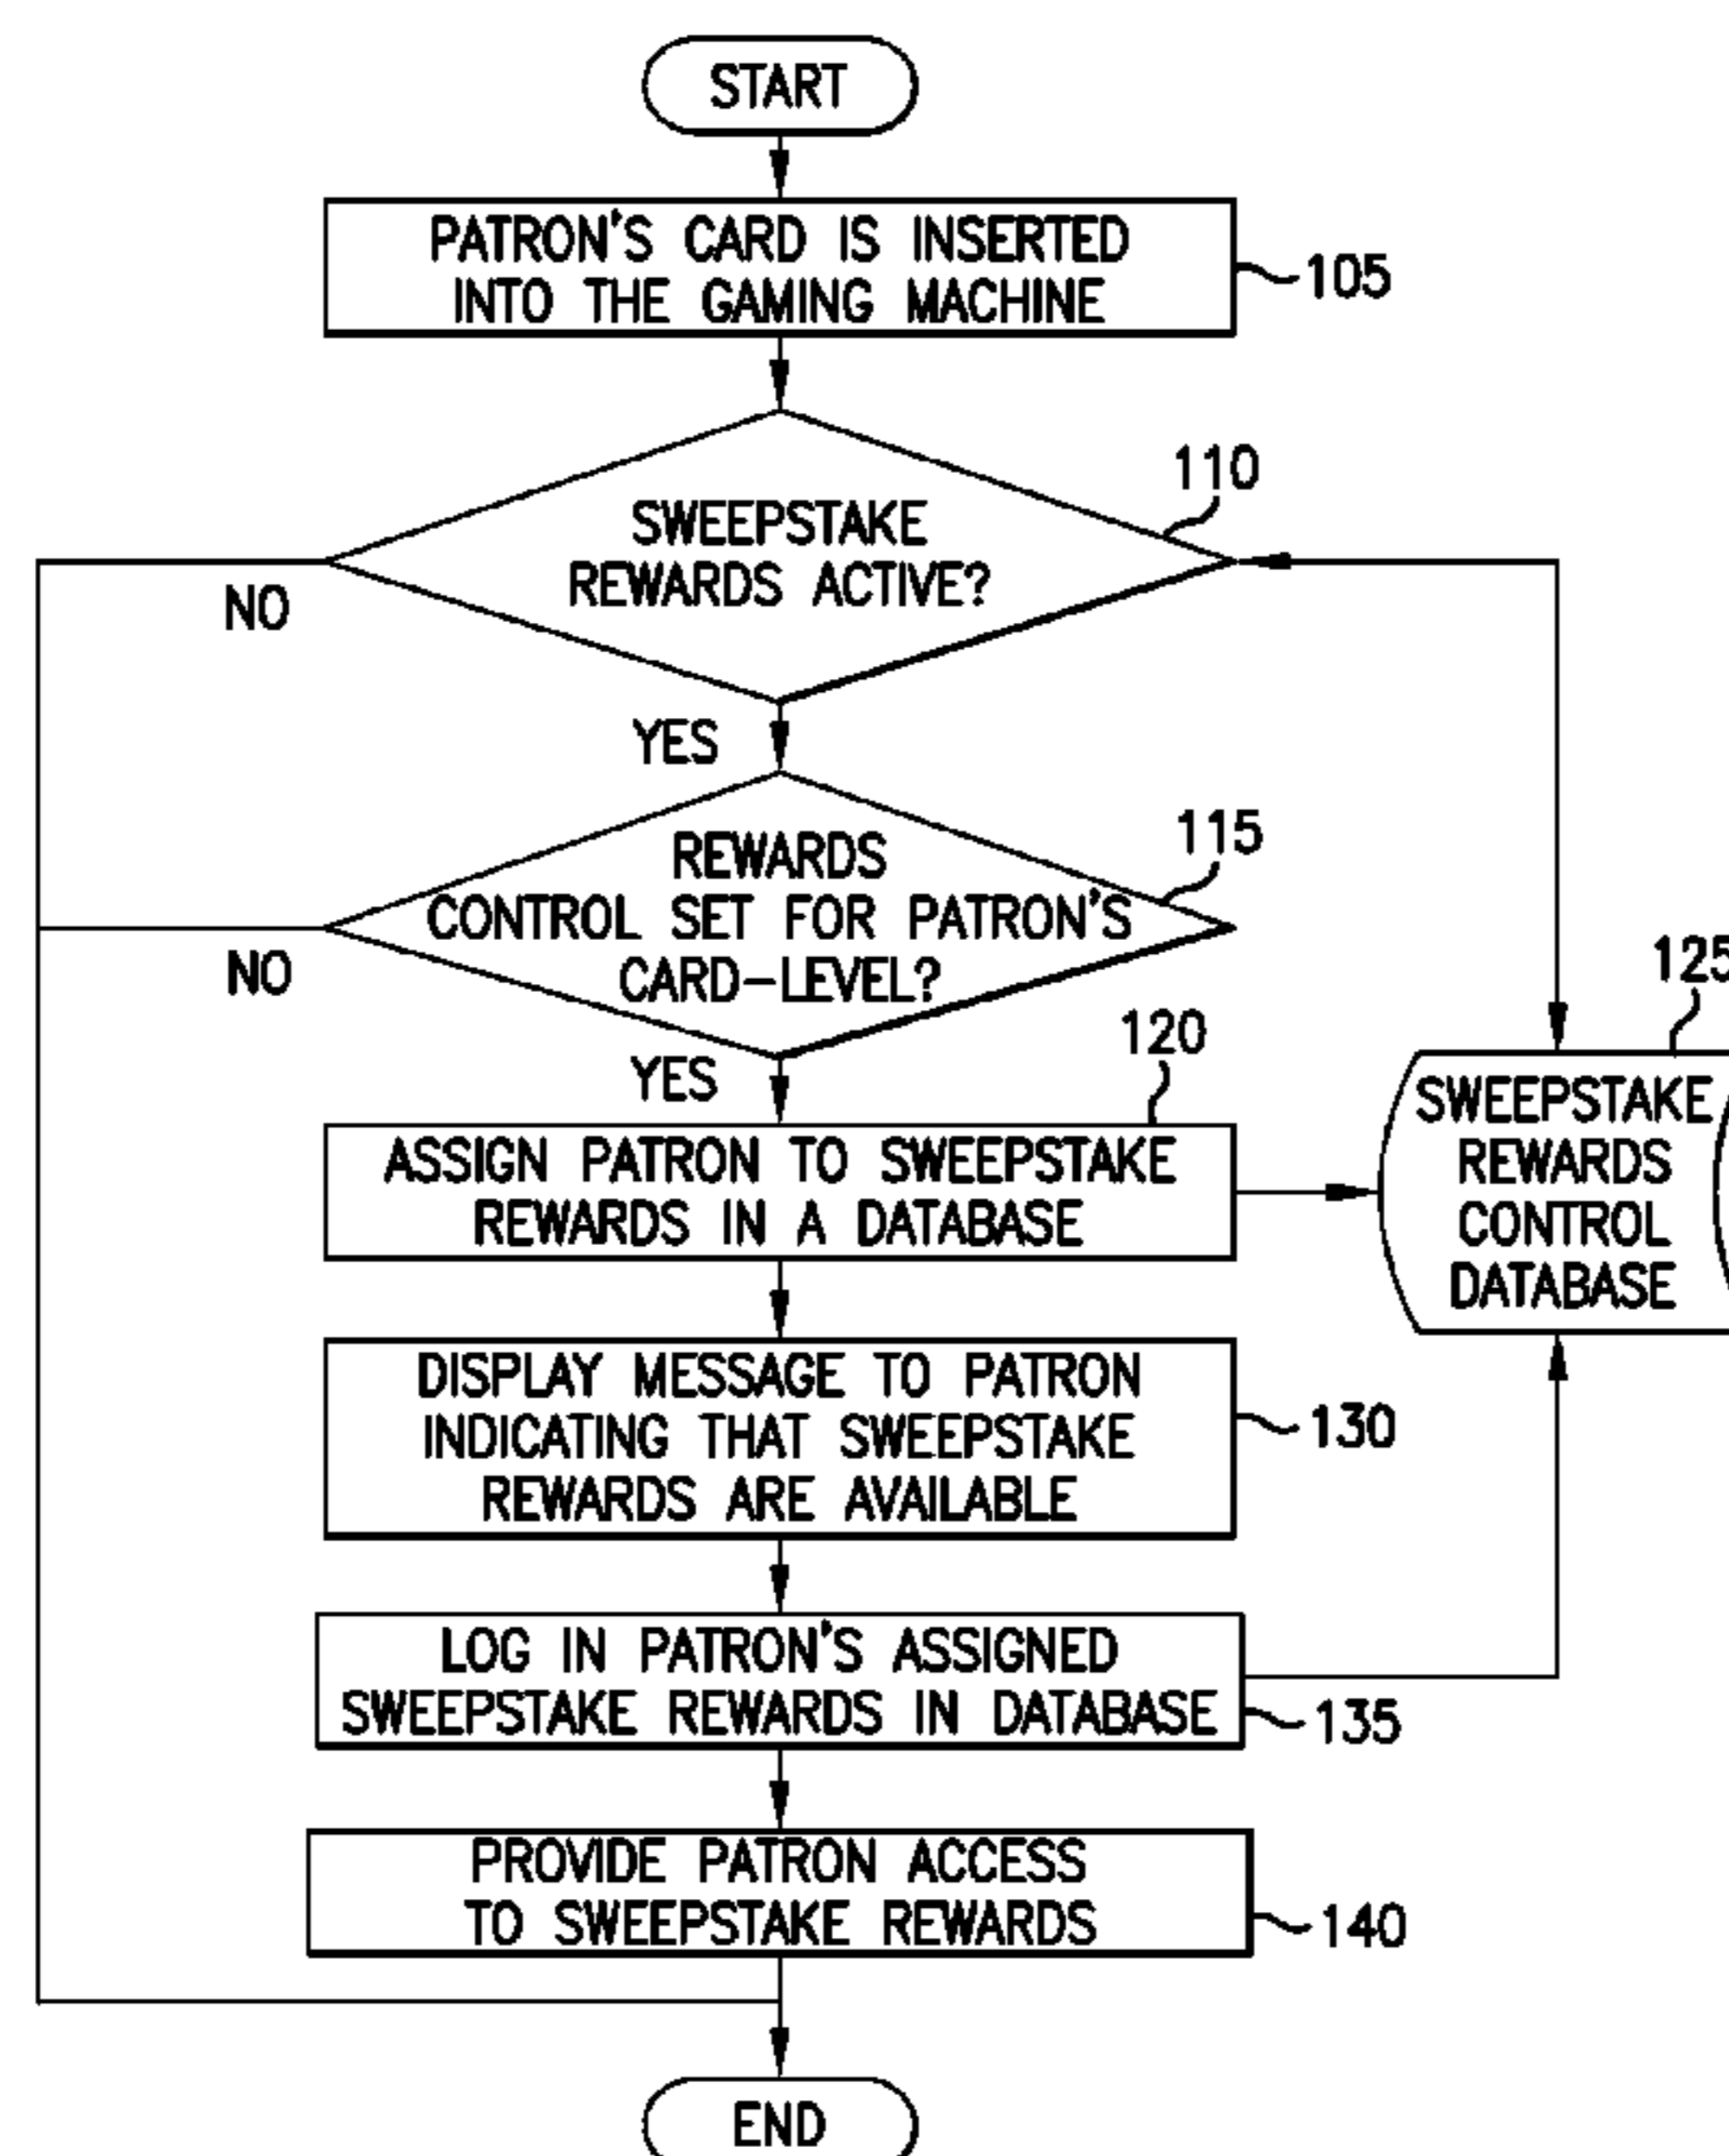 START
PATRON'S CARD IS INSERTED
INTO THE GAMING MACHINE
105
110
SWEEPSTAKE
REWARDS ACTIVE?
NO
YES
115
REWARDS
CONTROL SET FOR PATRON'S
CARD-LEVEL?
NO
YES
120
125
ASSIGN PATRON TO SWEEPSTAKE
REWARDS IN A DATABASE
SWEEPSTAKE
REWARDS
CONTROL
DATABASE
DISPLAY MESSAGE TO PATRON
INDICATING THAT SWEEPSTAKE
REWARDS ARE AVAILABLE
130
LOG IN PATRON'S ASSIGNED
SWEEPSTAKE REWARDS IN DATABASE
135
PROVIDE PATRON ACCESS
TO SWEEPSTAKE REWARDS
140
END